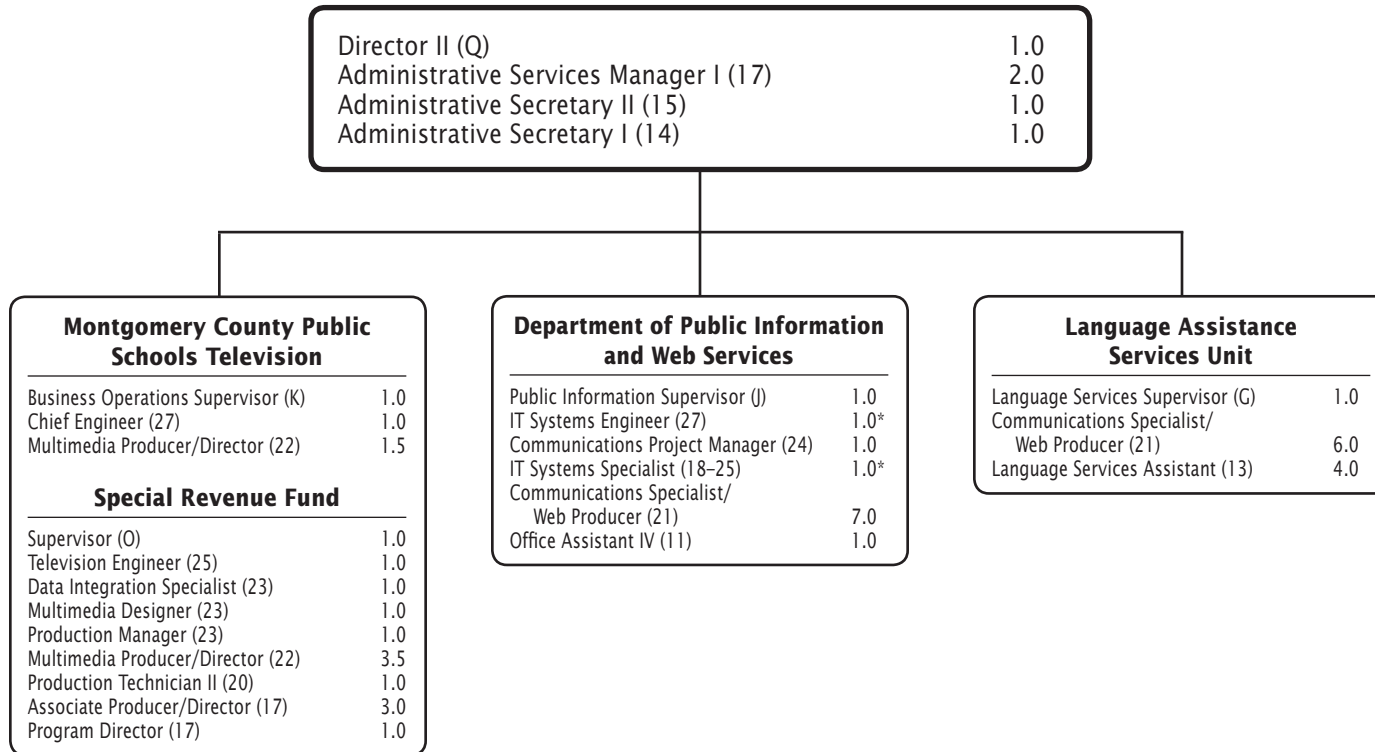 Director II (Q) 1.0
Administrative Services Manager I (17) 2.0
Administrative Secretary II (15) 1.0
Administrative Secretary I (14) 1.0
Montgomery County Public
Schools Television
Business Operations Supervisor (K) 1.0
Chief Engineer (27) 1.0
Multimedia Producer/Director (22) 1.5
Special Revenue Fund
Supervisor (O) 1.0
Television Engineer (25) 1.0
Data Integration Specialist (23) 1.0
Multimedia Designer (23) 1.0
Production Manager (23) 1.0
Multimedia Producer/Director (22) 3.5
Production Technician II (20) 1.0
Associate Producer/Director (17) 3.0
Program Director (17) 1.0
Department of Public Information
and Web Services
Public Information Supervisor (J) 1.0
IT Systems Engineer (27) 1.0*
Communications Project Manager (24) 1.0
IT Systems Specialist (18–25) 1.0*
Communications Specialist/
Web Producer (21) 7.0
Office Assistant IV (11) 1.0
Language Assistance
Services Unit
Language Services Supervisor (G) 1.0
Communications Specialist/
Web Producer (21) 6.0
Language Services Assistant (13) 4.0